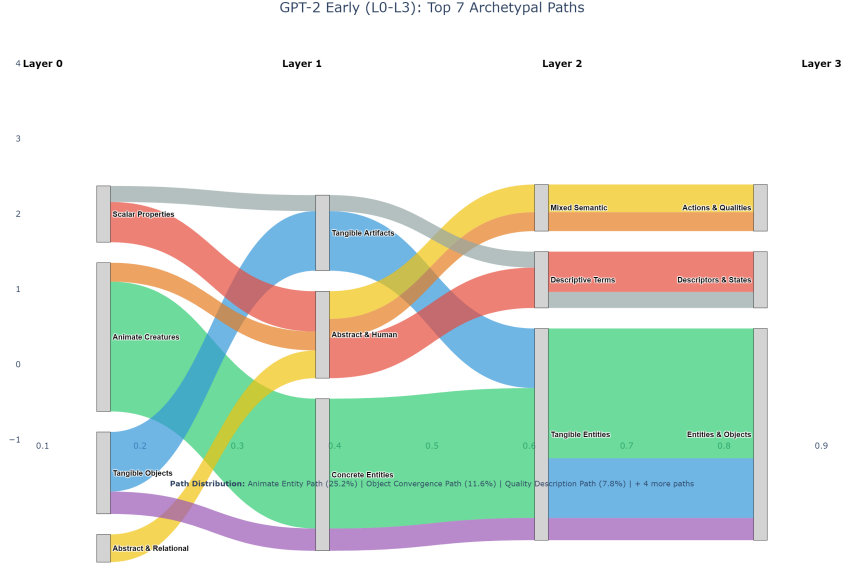 GPT-2 Early (L0-L3): Top 7 Archetypal Paths
4
Layer 0
Layer 1
Layer 2
Layer 3
3
2
1
0
−1
Scalar Properties
Animate Creatures
Tangible Objects
Abstract & Relational
Tangible Artifacts
Abstract & Human
Concrete Entities
Mixed Semantic
Descriptive Terms
Tangible Entities
Actions & Qualities
Descriptors & States
Entities & Objects
0.1 0.2 0.3 0.4 0.5 0.6 0.7 0.8 0.9
Path Distribution: Animate Entity Path (25.2%) | Object Convergence Path (11.6%) | Quality Description Path (7.8%) | + 4 more paths